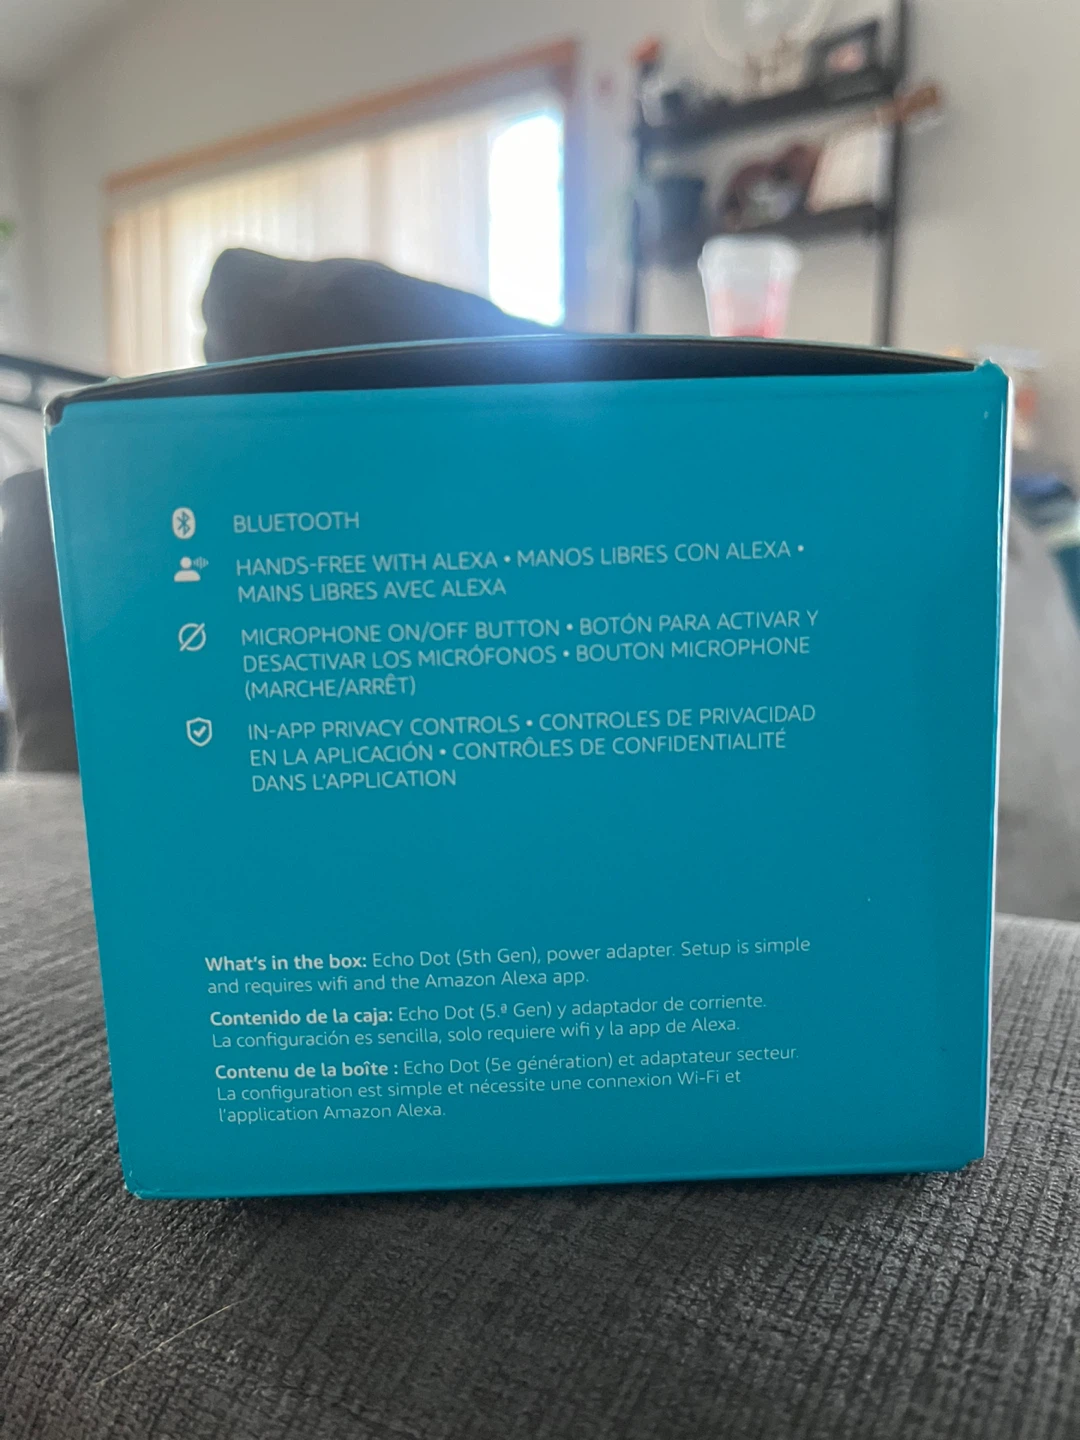 BLUETOOTH
HANDS-FREE WITH ALEXA • MANOS LIBRES CON ALEXA •
MAINS LIBRES AVEC ALEXA
MICROPHONE ON/OFF BUTTON • BOTÓN PARA ACTIVAR Y
DESACTIVAR LOS MICRÓFONOS • BOUTON MICROPHONE
(MARCHE/ARRÊT)
IN-APP PRIVACY CONTROLS • CONTROLES DE PRIVACIDAD
EN LA APLICACIÓN • CONTRÔLES DE CONFIDENTIALITÉ
DANS L'APPLICATION
What's in the box: Echo Dot (5th Gen), power adapter. Setup is simple
and requires wifi and the Amazon Alexa app.
Contenido de la caja: Echo Dot (5.ª Gen) y adaptador de corriente.
La configuración es sencilla, solo requiere wifi y la app de Alexa.
Contenu de la boîte : Echo Dot (5e génération) et adaptateur secteur.
La configuration est simple et nécessite une connexion Wi-Fi et
l'application Amazon Alexa.